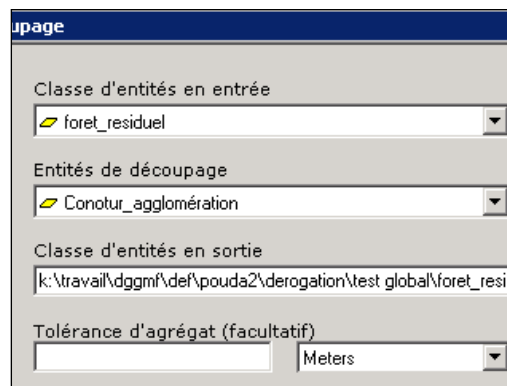 upage
Classe d'entités en entrée
foret_residuel
Entités de découpage
Conotur_agglomération
Classe d'entités en sortie
k:\travail\dggmf\def\pouda2\derogation\test global\foret_resi
Tolérance d'agrégat (facultatif)
Meters